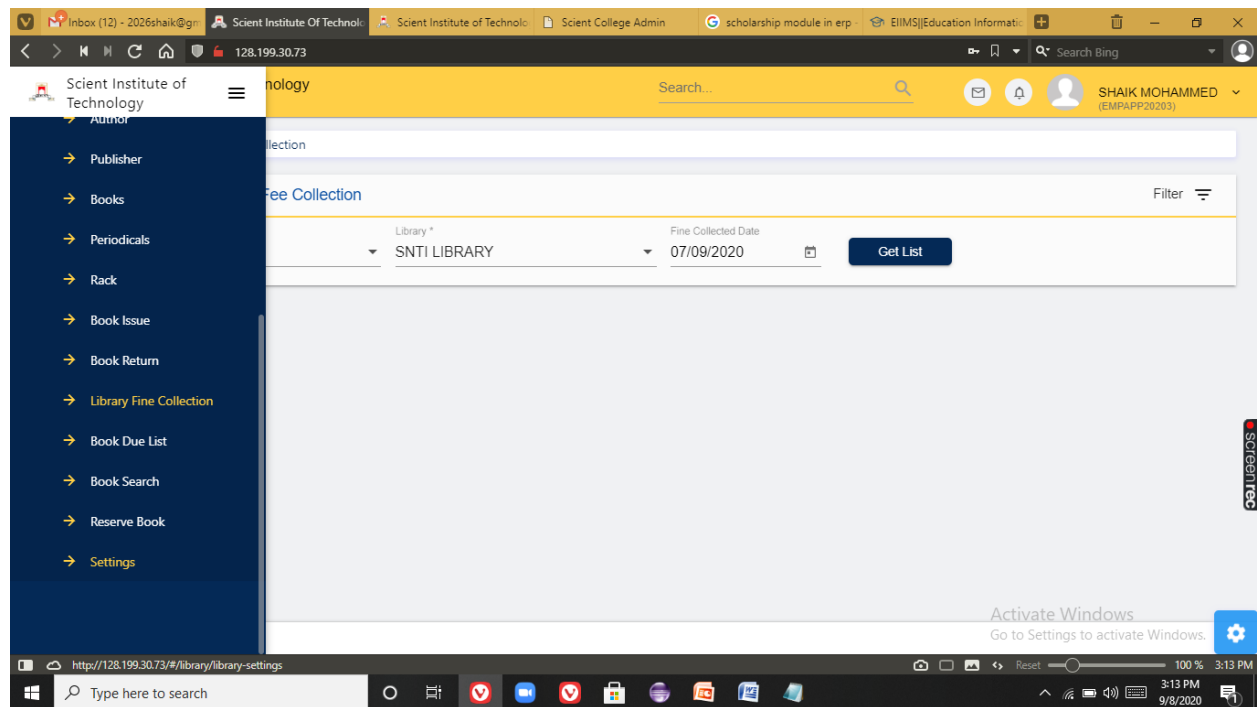 Inbox (12) - 2026shaik@gm
Scient Institute Of Technolo
Scient Institute of Technolo
Scient College Admin
scholarship module in erp -
EIIMS||Education Informatic
128.199.30.73
Search Bing
Scient Institute of
Technology
nology
Search...
SHAIK MOHAMMED
(EMPAPP20203)
Author
Publisher
Books
Periodicals
Rack
Book Issue
Book Return
Library Fine Collection
Book Due List
Book Search
Reserve Book
Settings
llection
Fee Collection
Filter
Library *
SNTI LIBRARY
Fine Collected Date
07/09/2020
Get List
screenrec
Activate Windows
Go to Settings to activate Windows.
http://128.199.30.73/#/library/library-settings
Reset
100 %
3:13 PM
Type here to search
3:13 PM
9/8/2020
1